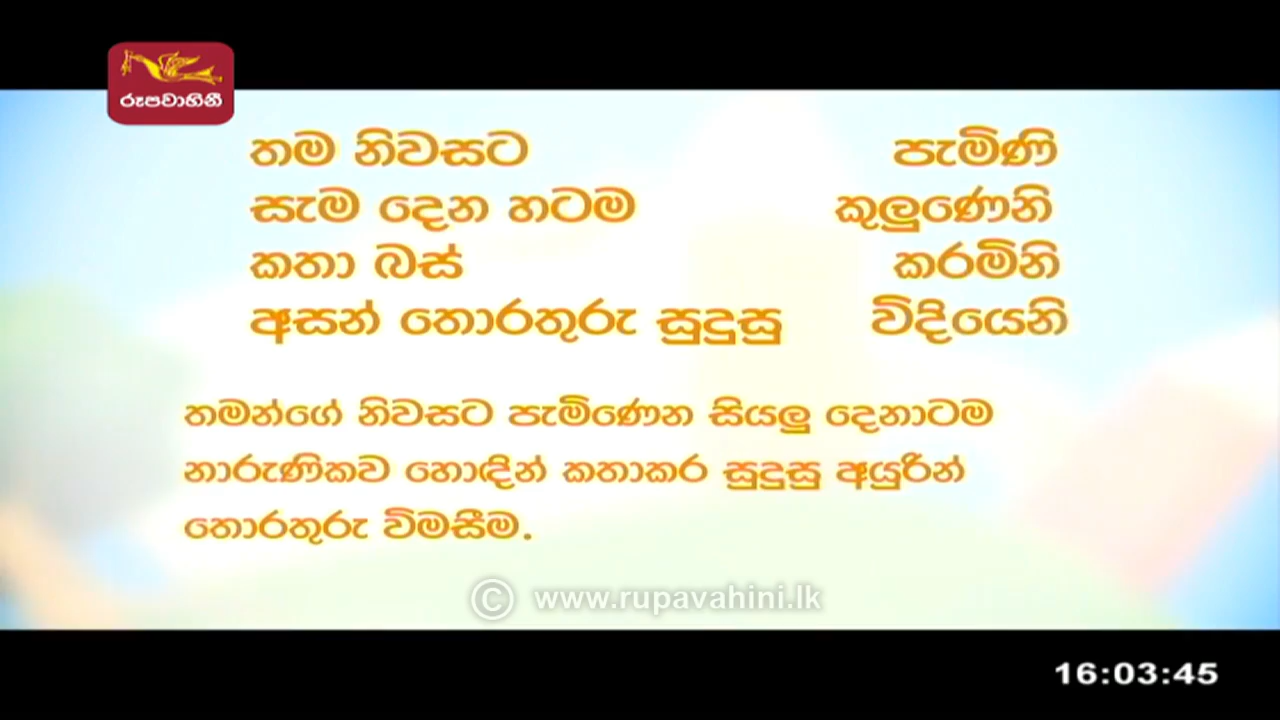 රූපවාහිනී
තම නිවසට පැමිණි
සැම දෙන හටම කුලුණෙනි
කතා බස් කරමිනි
අසන් තොරතුරු සුදුසු විදියෙනි
තමන්ගේ නිවසට පැමිණෙන සියලු දෙනාටම
නාරුණිකව හොඳින් කතාකර සුදුසු අයුරින්
තොරතුරු විමසීම.
© www.rupavahini.lk
16:03:45